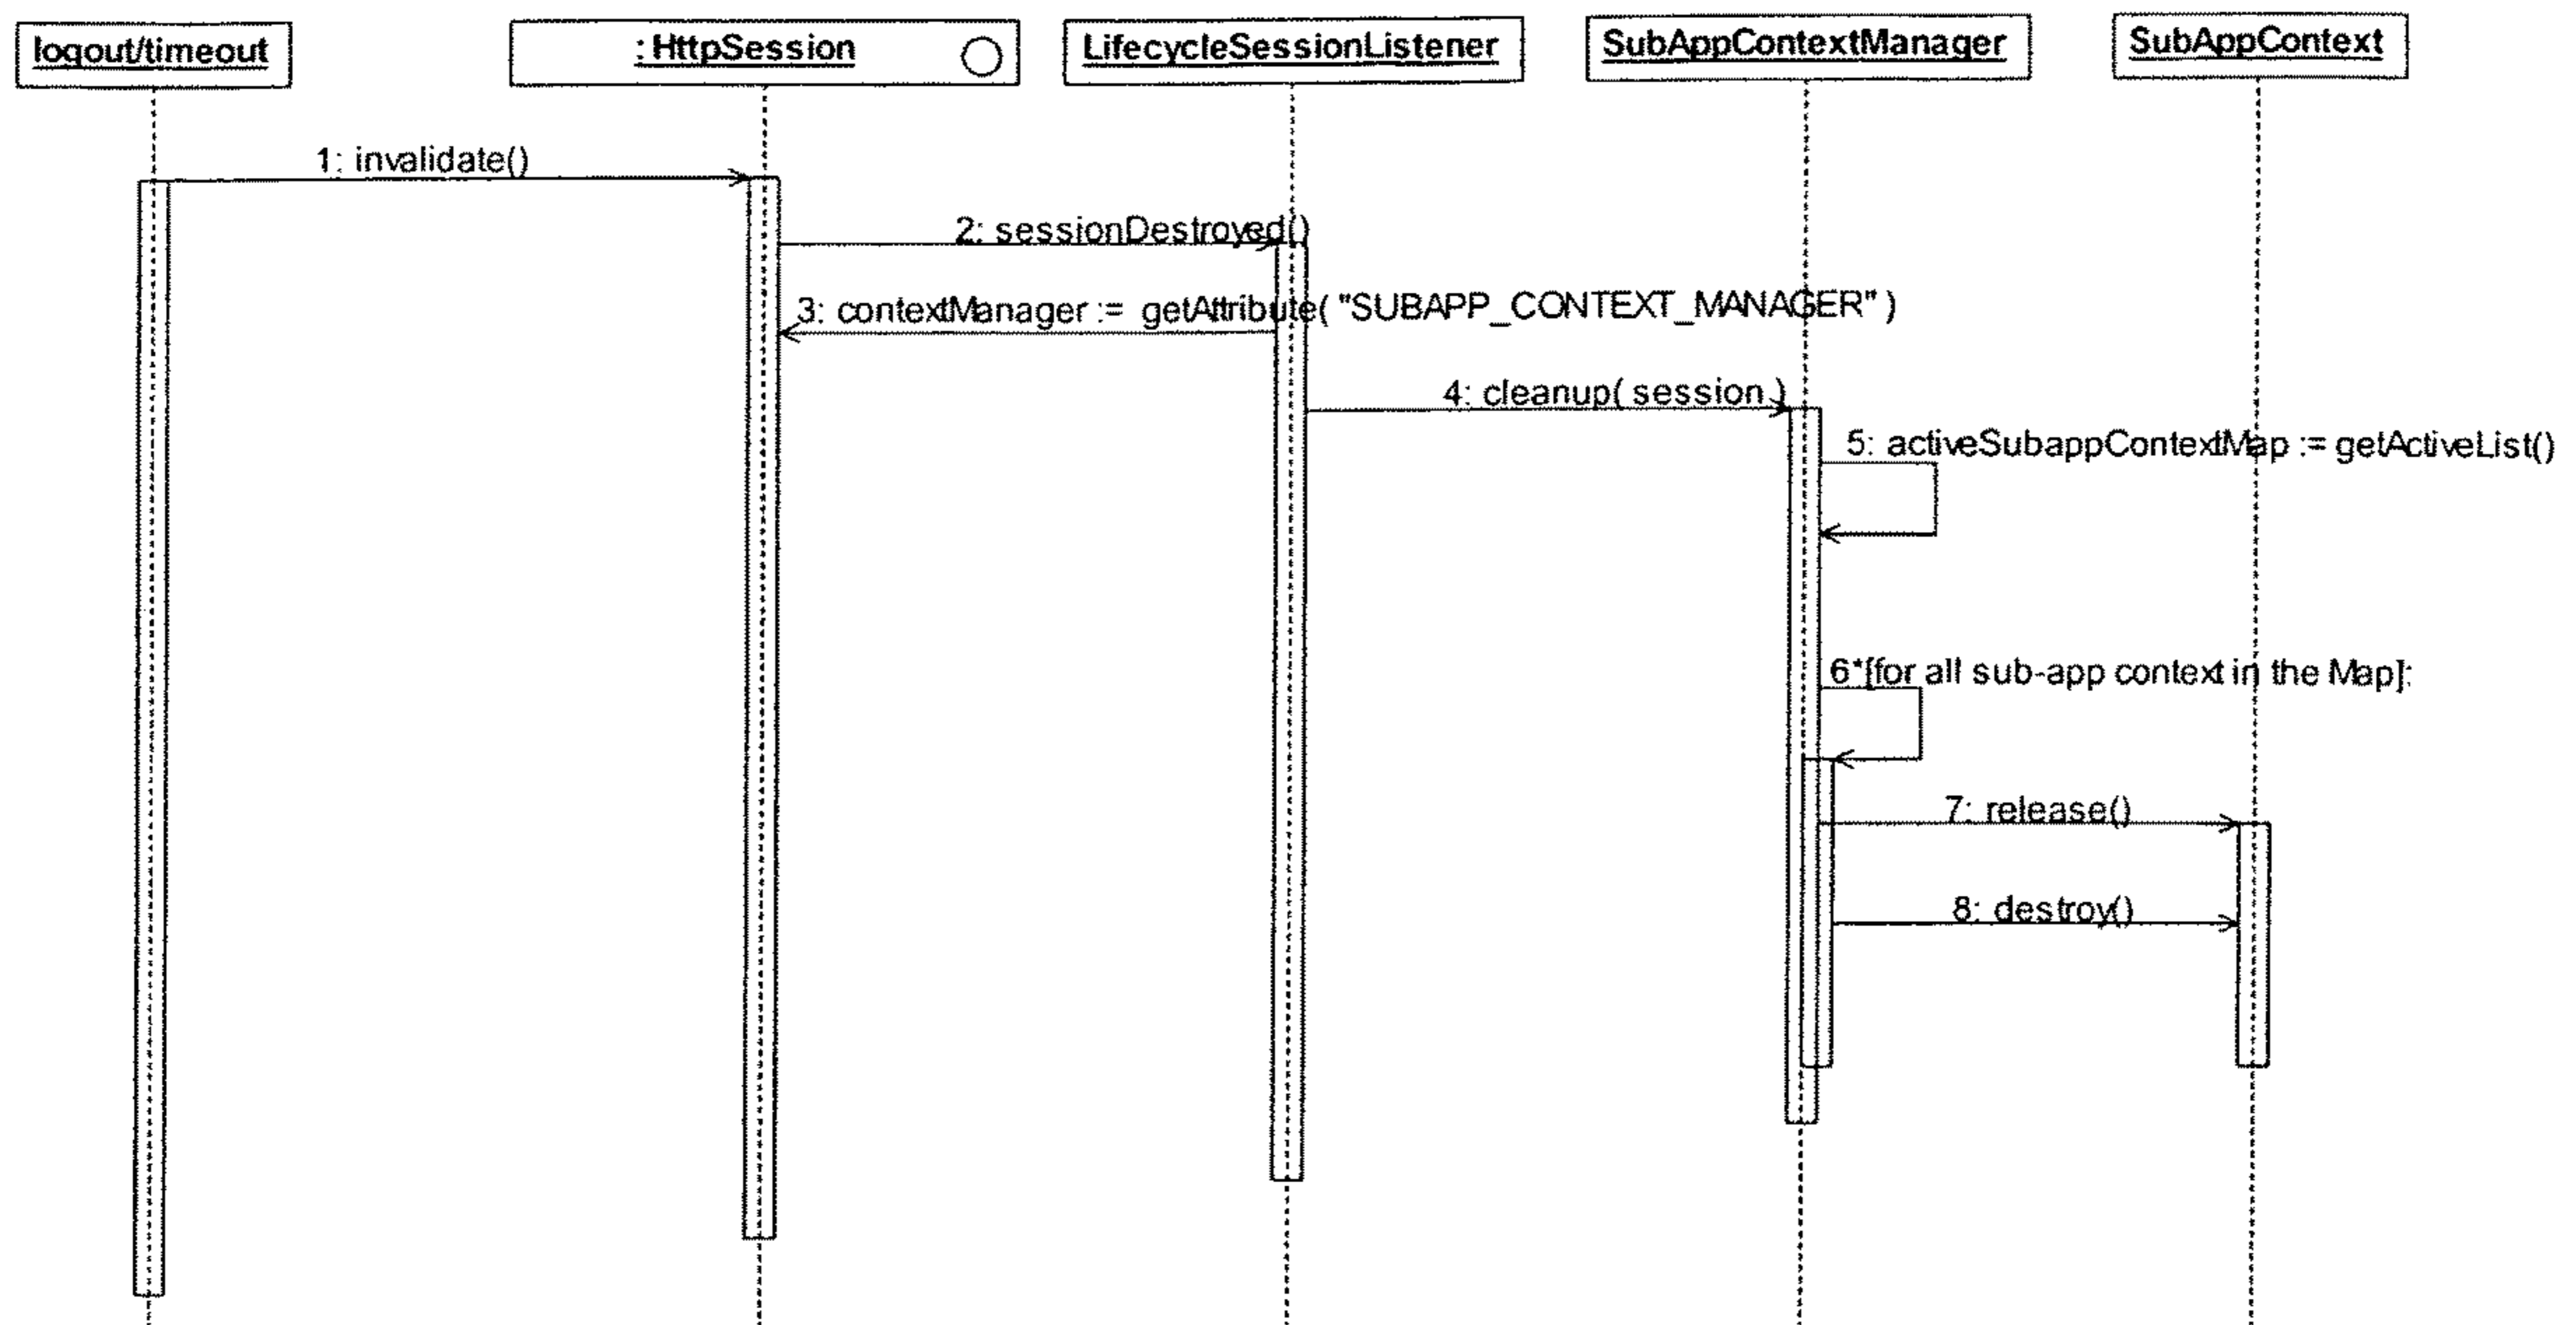 logout/timeout
: HttpSession
LifecycleSessionListener
SubAppContextManager
SubAppContext
1: invalidate()
2: sessionDestroyed()
3: contextManager := getAttribute( "SUBAPP_CONTEXT_MANAGER" )
4: cleanup( session )
5: activeSubappContextMap := getActiveList()
6*[for all sub-app context in the Map]:
7: release()
8: destroy()